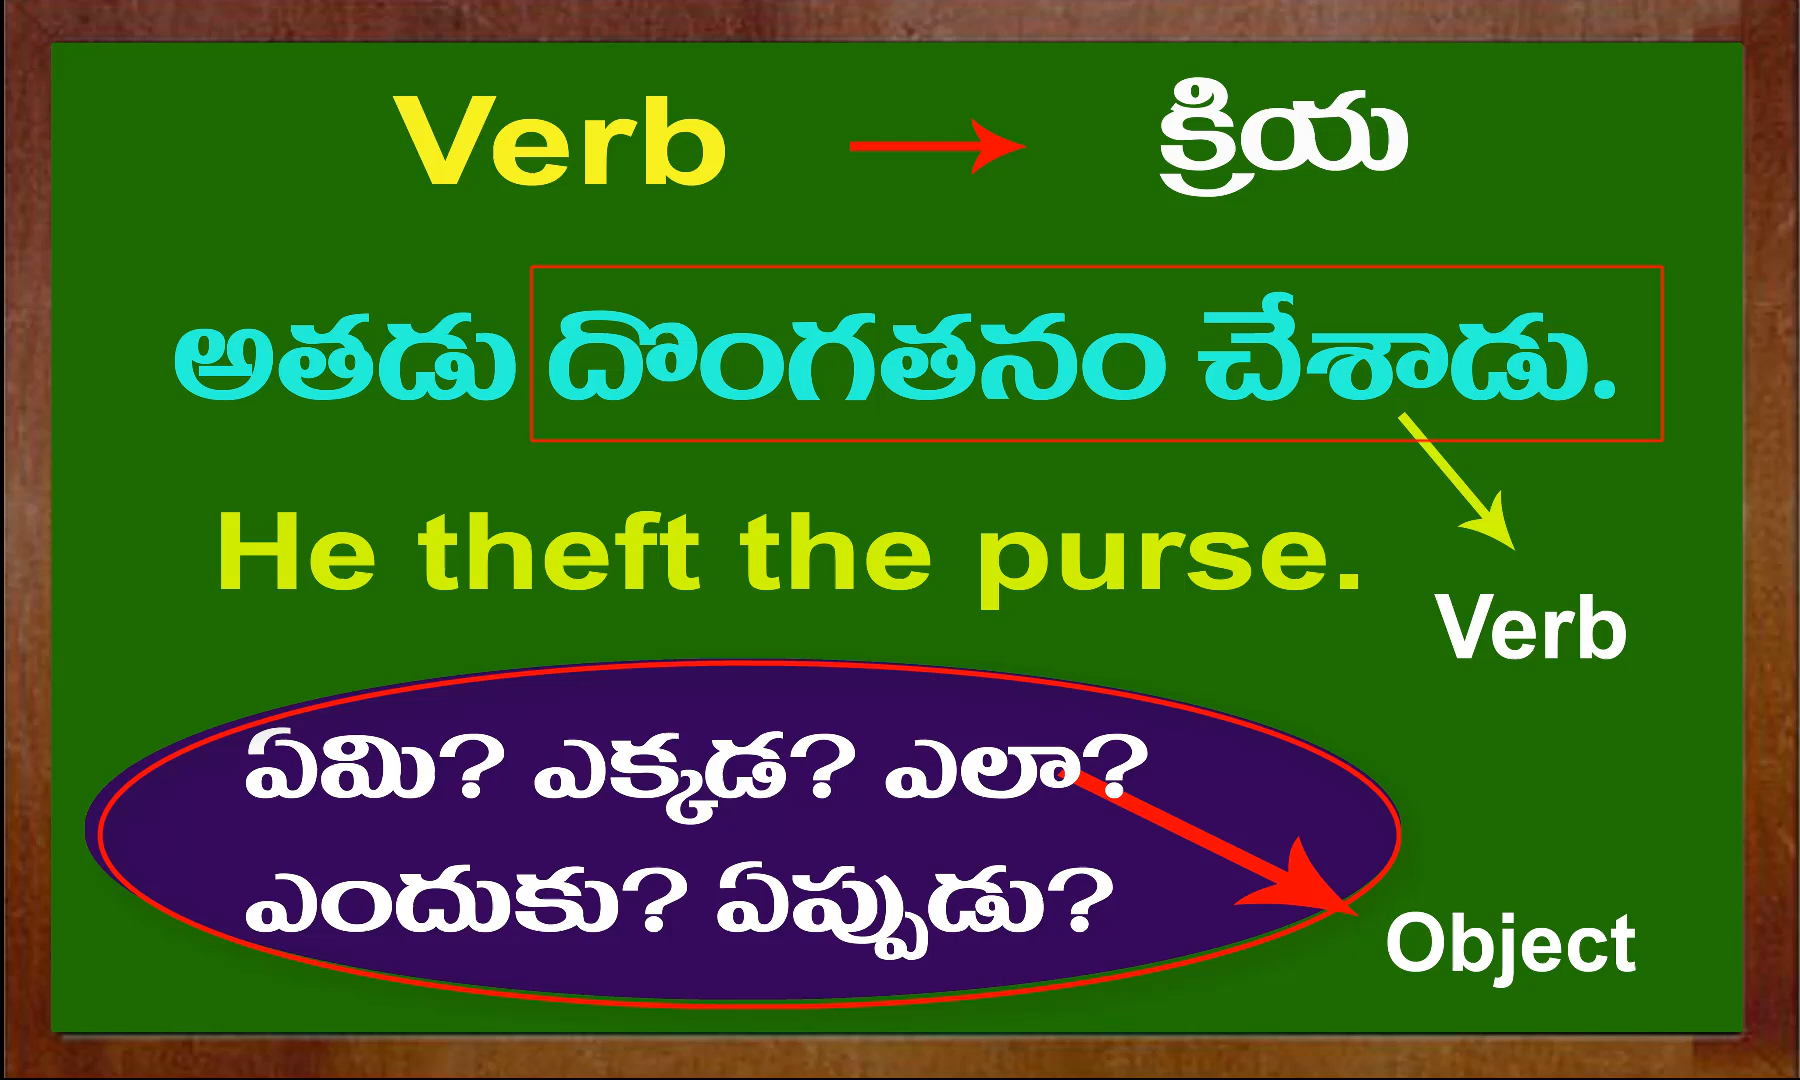 Verb → క్రియ
అతడు దొంగతనం చేశాడు.
He theft the purse.
Verb
ఏమి? ఎక్కడ? ఎలా?
ఎందుకు? ఏప్పుడు?
Object